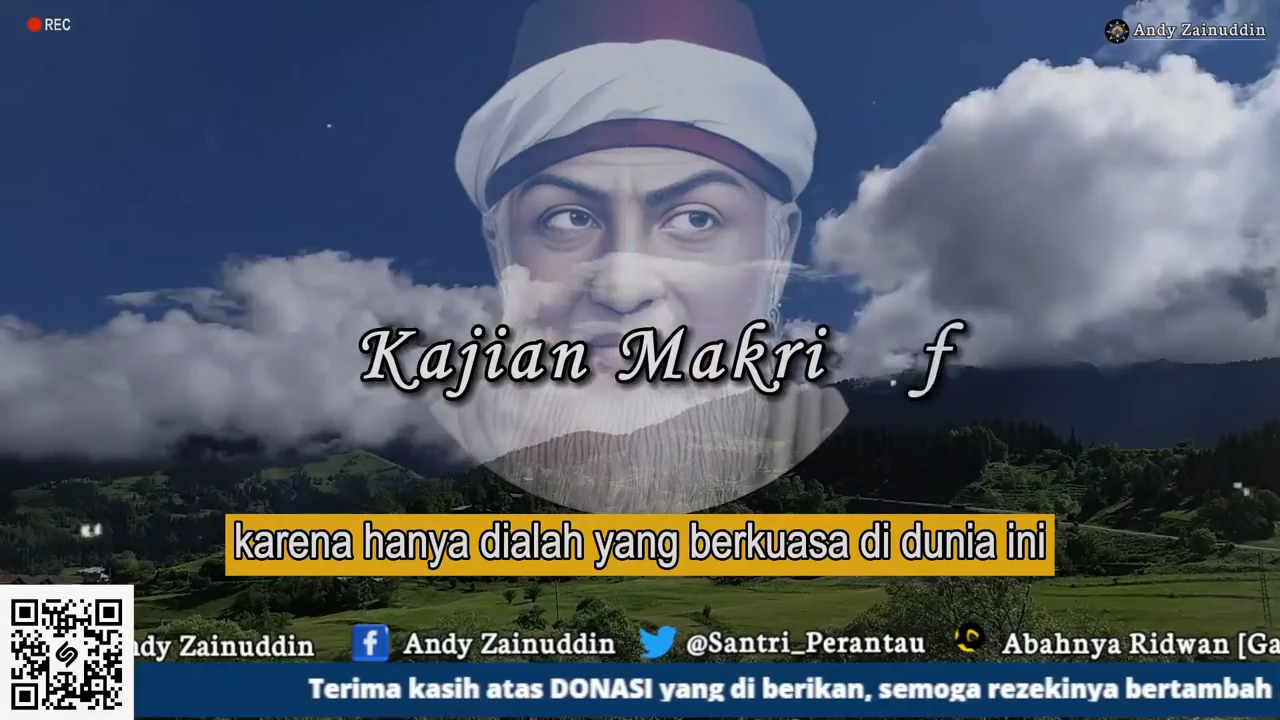 REC
Andy Zainuddin
Kajian Makri f
karena hanya dialah yang berkuasa di dunia ini
ndy Zainuddin Andy Zainuddin @Santri_Perantau Abahnya Ridwan [Ga
Terima kasih atas DONASI yang di berikan, semoga rezekinya bertambah